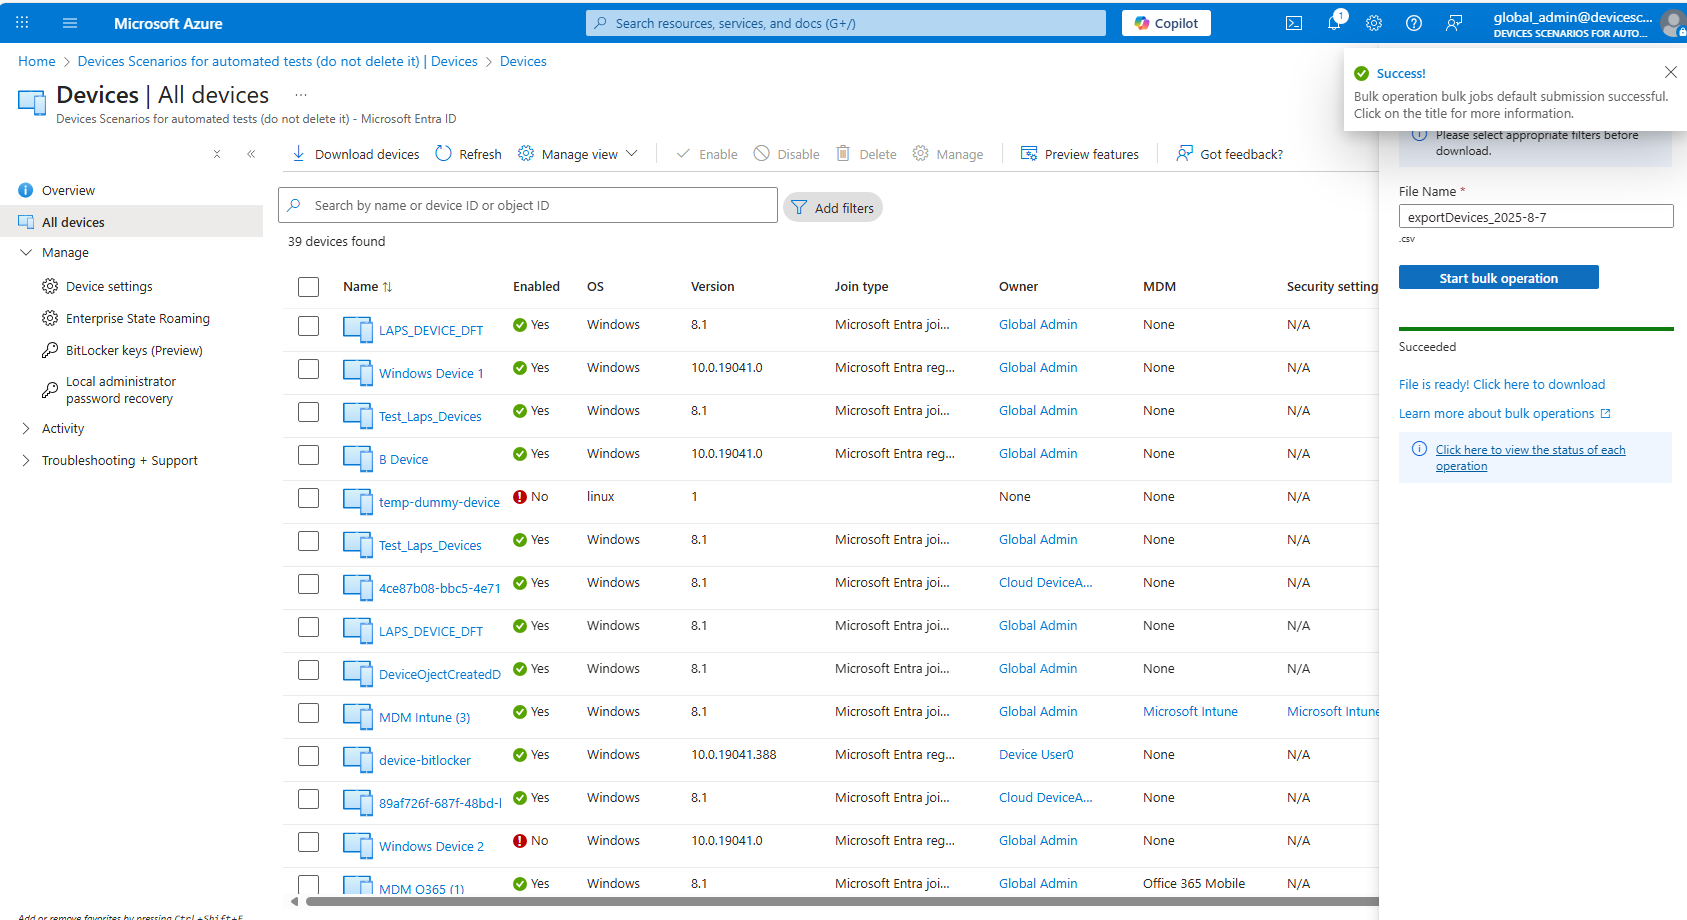 Microsoft Azure
Search resources, services, and docs (G+/)
Copilot
1
global_admin@devicesc...
DEVICES SCENARIOS FOR AUTO...
Home > Devices Scenarios for automated tests (do not delete it) | Devices > Devices
Devices | All devices ...
Devices Scenarios for automated tests (do not delete it) - Microsoft Entra ID
Success!
Bulk operation bulk jobs default submission successful.
Click on the title for more information.
Download devices Refresh Manage view Enable Disable Delete Manage Preview features Got feedback?
Overview
All devices
Manage
Device settings
Enterprise State Roaming
BitLocker keys (Preview)
Local administrator
password recovery
Activity
Troubleshooting + Support
Search by name or device ID or object ID
Add filters
39 devices found
Name Enabled OS Version Join type Owner MDM Security setting
LAPS_DEVICE_DFT Yes Windows 8.1 Microsoft Entra joi... Global Admin None N/A
Windows Device 1 Yes Windows 10.0.19041.0 Microsoft Entra reg... Global Admin None N/A
Test_Laps_Devices Yes Windows 8.1 Microsoft Entra joi... Global Admin None N/A
B Device Yes Windows 10.0.19041.0 Microsoft Entra reg... Global Admin None N/A
temp-dummy-device No linux 1 None None N/A
Test_Laps_Devices Yes Windows 8.1 Microsoft Entra joi... Global Admin None N/A
4ce87b08-bbc5-4e71 Yes Windows 8.1 Microsoft Entra joi... Cloud DeviceA... None N/A
LAPS_DEVICE_DFT Yes Windows 8.1 Microsoft Entra joi... Global Admin None N/A
DeviceOjectCreatedD Yes Windows 8.1 Microsoft Entra joi... Global Admin None N/A
MDM Intune (3) Yes Windows 8.1 Microsoft Entra joi... Global Admin Microsoft Intune Microsoft Intune
device-bitlocker Yes Windows 10.0.19041.388 Microsoft Entra reg... Device User0 None N/A
89af726f-687f-48bd-l Yes Windows 8.1 Microsoft Entra joi... Cloud DeviceA... None N/A
Windows Device 2 No Windows 10.0.19041.0 Microsoft Entra reg... Global Admin None N/A
MDM O365 (1) Yes Windows 8.1 Microsoft Entra joi... Global Admin Office 365 Mobile N/A
Please select appropriate filters before
download.
File Name *
exportDevices_2025-8-7
.csv
Start bulk operation
Succeeded
File is ready! Click here to download
Learn more about bulk operations
Click here to view the status of each
operation
Add or remove favorites by pressing Ctrl+Shift+F